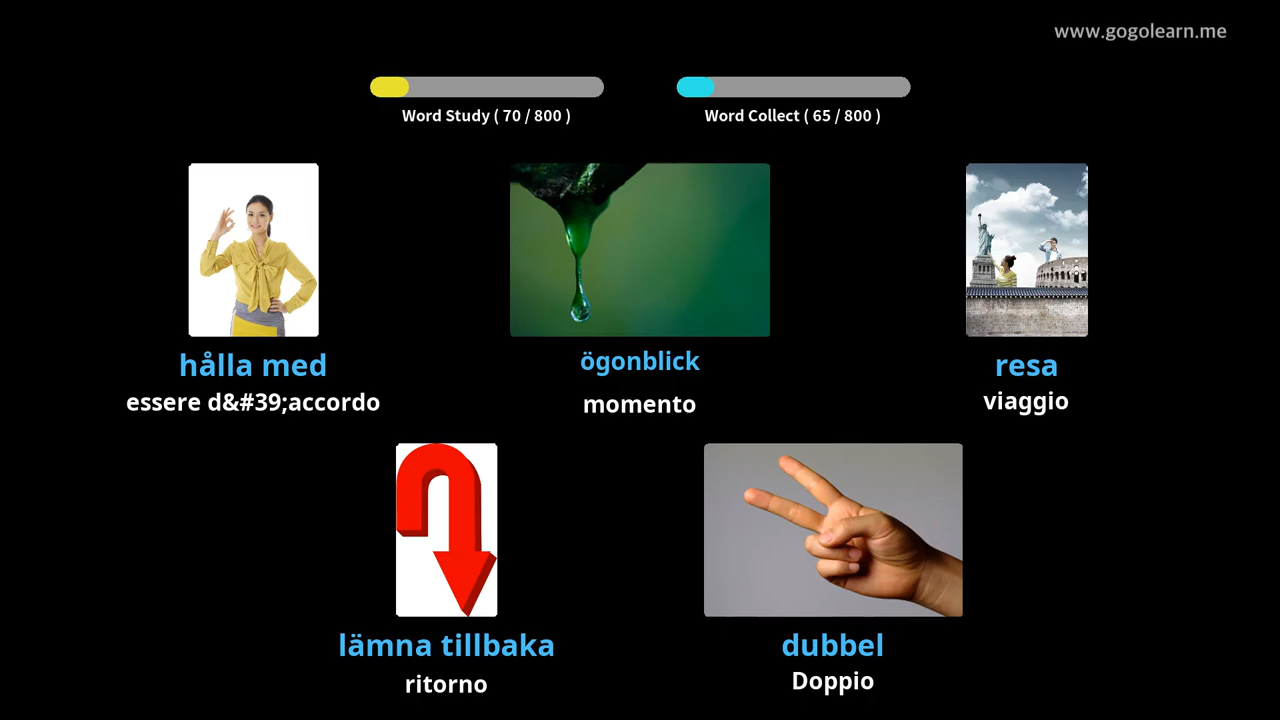 www.gogolearn.me
Word Study ( 70 / 800 )
Word Collect ( 65 / 800 )
hålla med
essere d&#39;accordo
ögonblick
momento
resa
viaggio
lämna tillbaka
ritorno
dubbel
Doppio